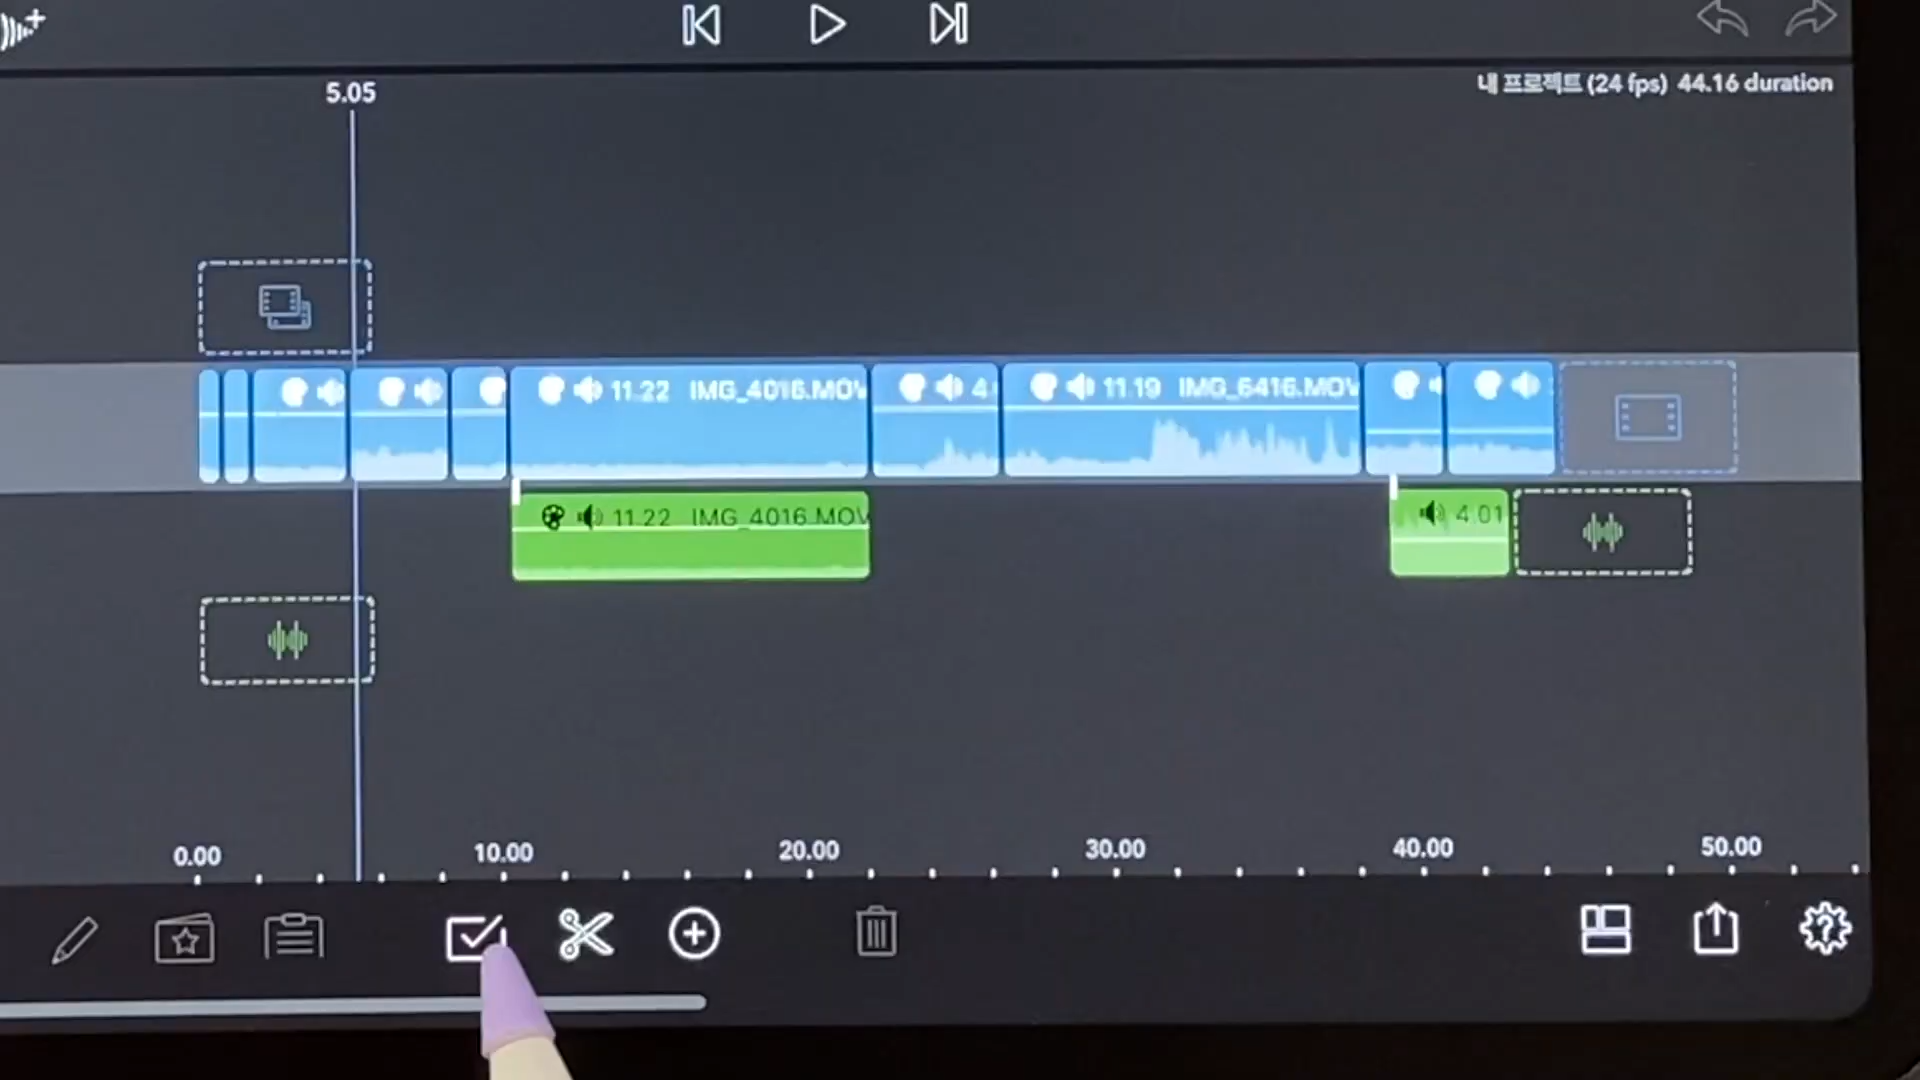 5.05
내 프로젝트 (24 fps) 44.16 duration
11.22 IMG_4016.MOV
4
11.19 IMG_6416.MOV
11.22 IMG_4016.MOV
4.01
0.00 10.00 20.00 30.00 40.00 50.00